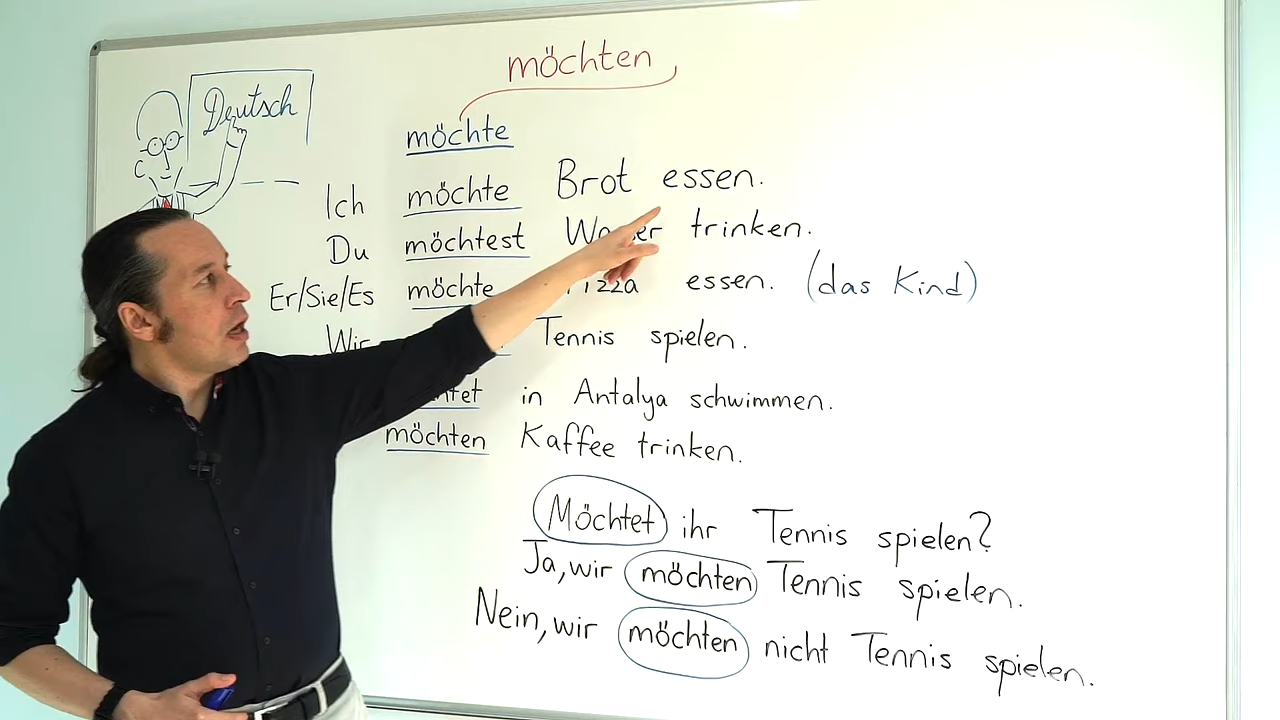 möchten
Deutsch
möchte
Ich möchte Brot essen.
Du möchtest trinken.
Er/Sie/Es möchte essen. (das Kind)
Wir Tennis spielen.
in Antalya schwimmen.
möchten Kaffee trinken.
Möchtet ihr Tennis spielen?
Ja, wir möchten Tennis spielen.
Nein, wir möchten nicht Tennis spielen.